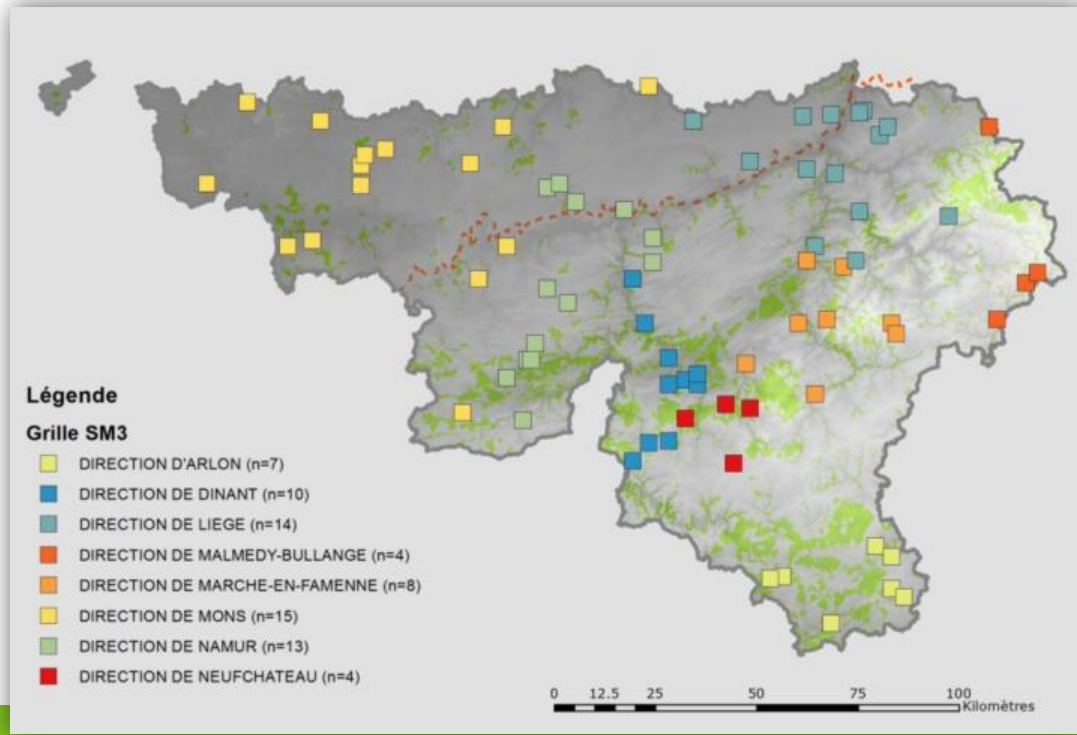 Légende
Grille SM3
DIRECTION D'ARLON (n=7)
DIRECTION DE DINANT (n=10)
DIRECTION DE LIEGE (n=14)
DIRECTION DE MALMEDY-BULLANGE (n=4)
DIRECTION DE MARCHE-EN-FAMENNE (n=8)
DIRECTION DE MONS (n=15)
DIRECTION DE NAMUR (n=13)
DIRECTION DE NEUFCHATEAU (n=4)
0 12.5 25 50 75 100
Kilomètres